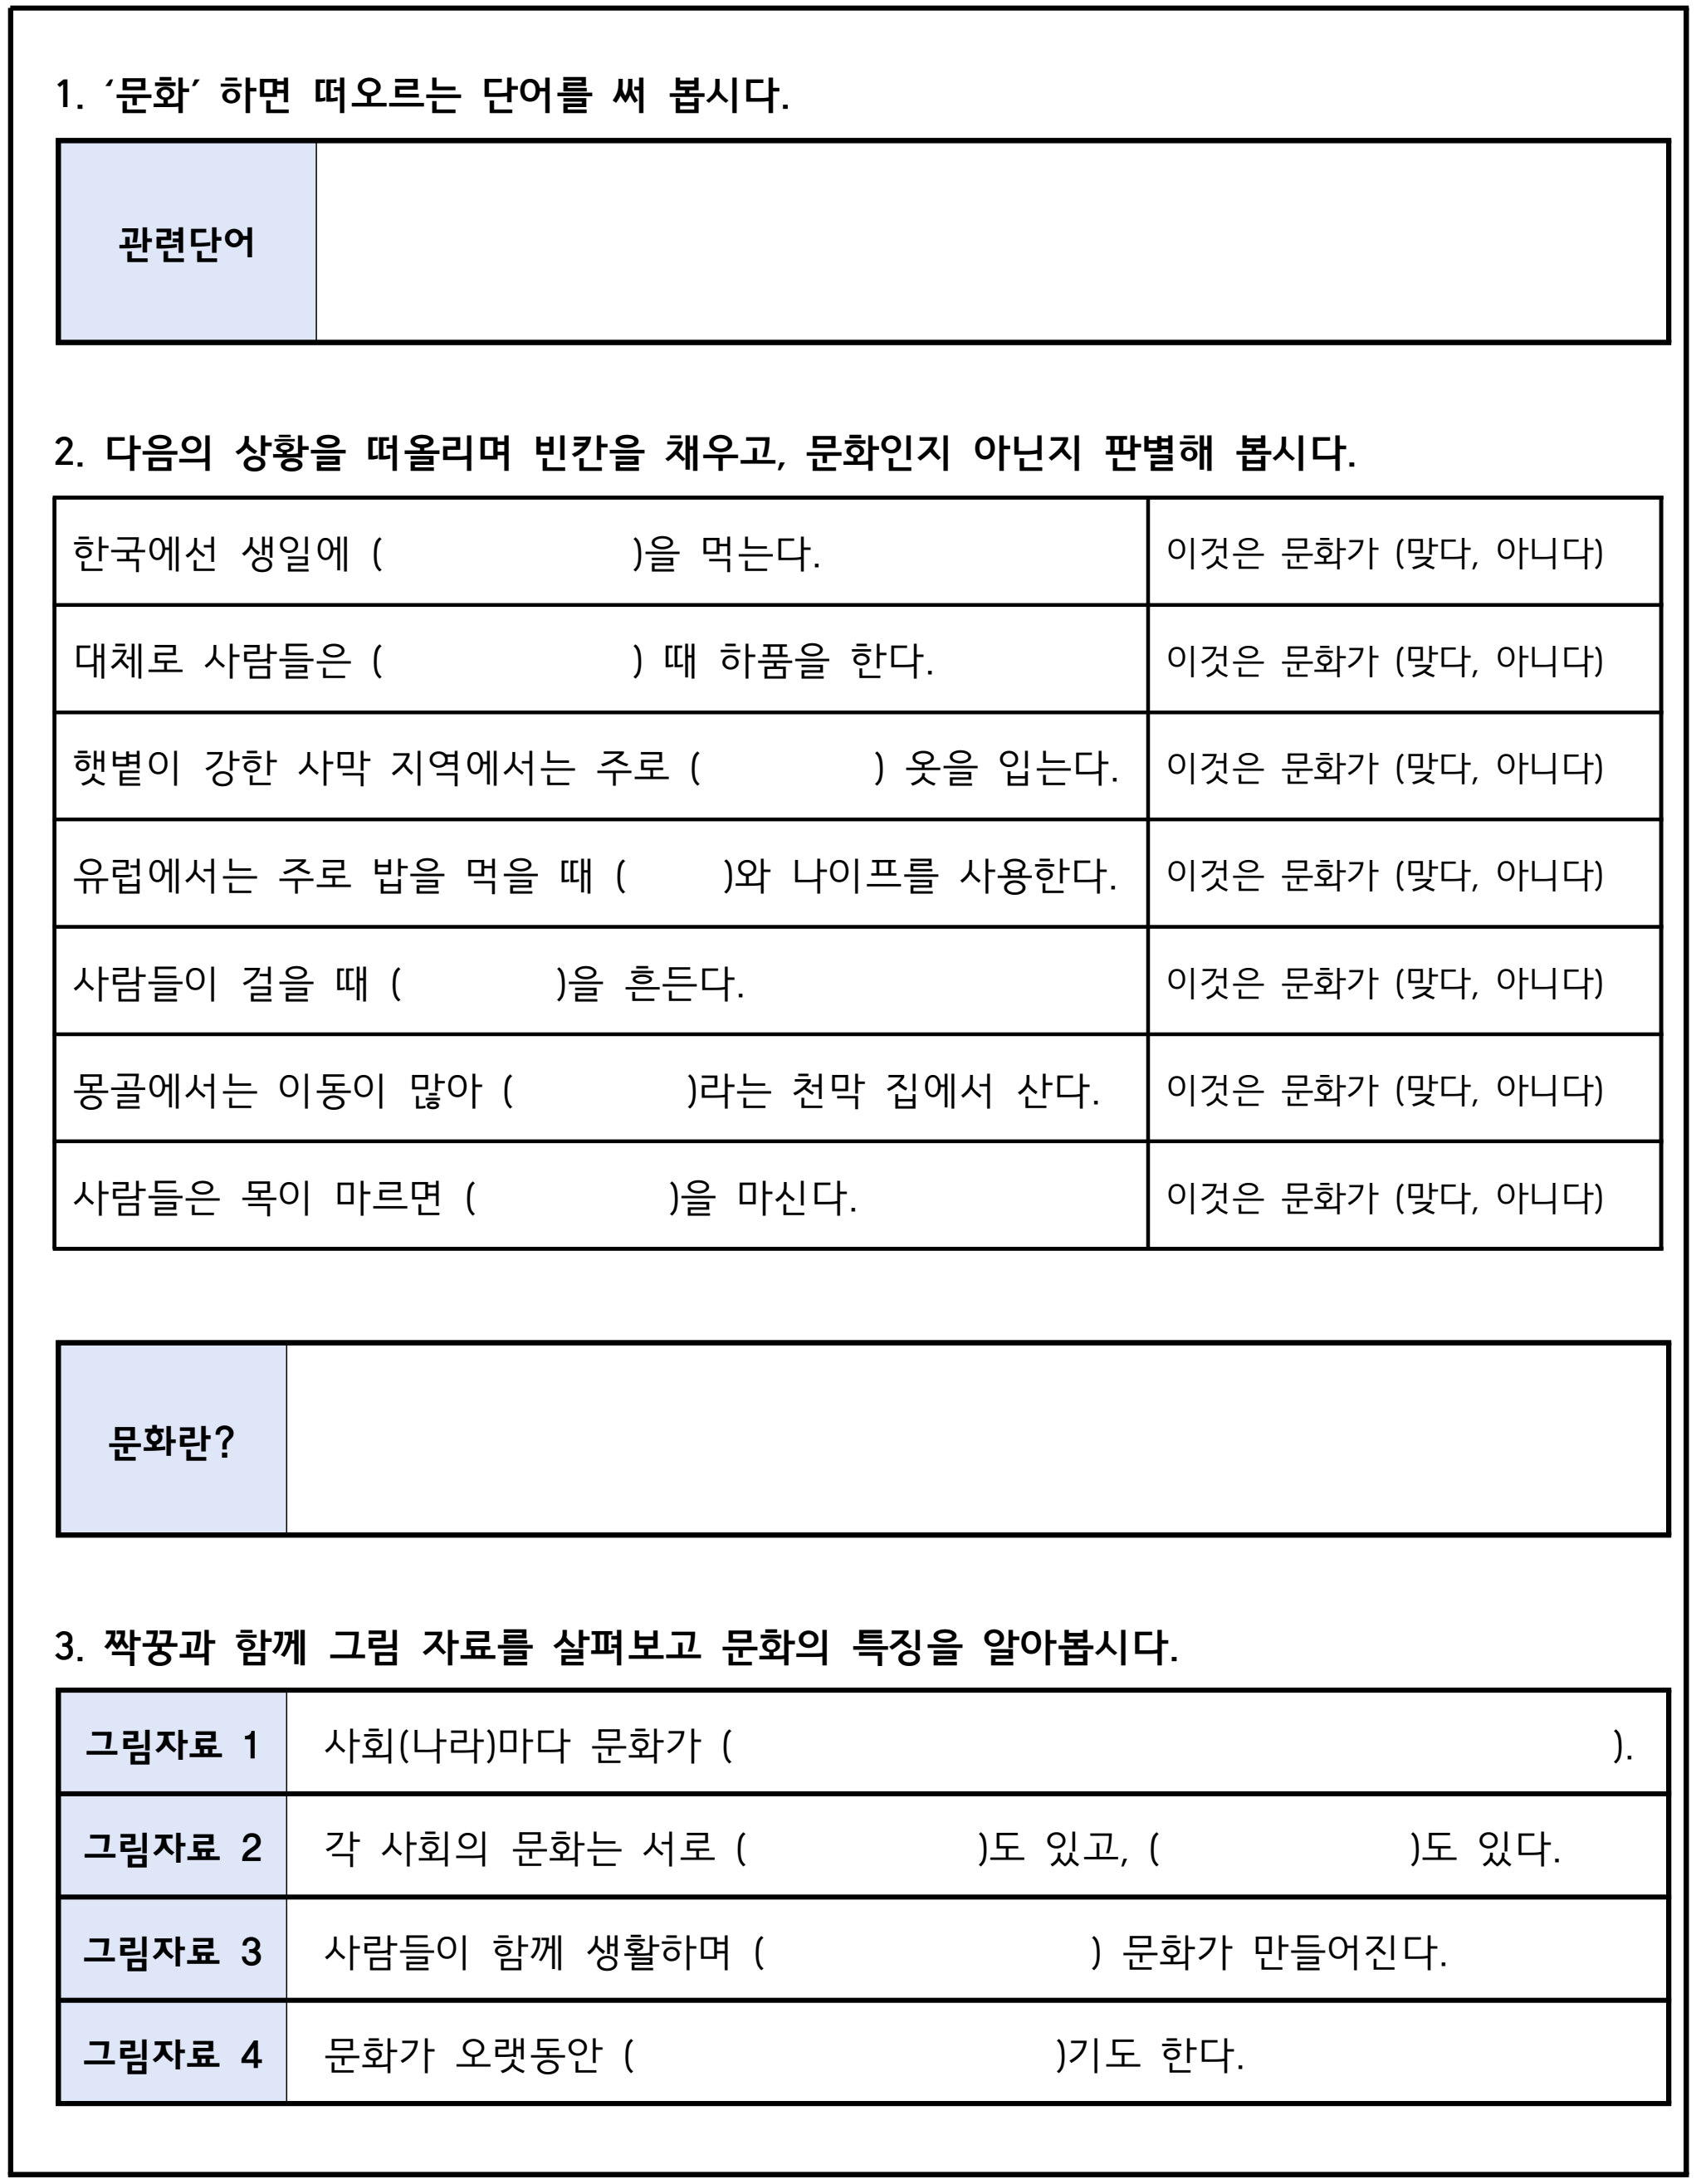 1. ‘문화’ 하면 떠오르는 단어를 써 봅시다.
관련단어
2. 다음의 상황을 떠올리며 빈칸을 채우고, 문화인지 아닌지 판별해 봅시다.
한국에선 생일에 (                )을 먹는다. 이것은 문화가 (맞다, 아니다)
대체로 사람들은 (                ) 때 하품을 한다. 이것은 문화가 (맞다, 아니다)
햇볕이 강한 사막 지역에서는 주로 (           ) 옷을 입는다. 이것은 문화가 (맞다, 아니다)
유럽에서는 주로 밥을 먹을 때 (      )와 나이프를 사용한다. 이것은 문화가 (맞다, 아니다)
사람들이 걸을 때 (          )을 흔든다. 이것은 문화가 (맞다, 아니다)
몽골에서는 이동이 많아 (           )라는 천막 집에서 산다. 이것은 문화가 (맞다, 아니다)
사람들은 목이 마르면 (            )을 마신다. 이것은 문화가 (맞다, 아니다)
문화란?
3. 짝꿍과 함께 그림 자료를 살펴보고 문화의 특징을 알아봅시다.
그림자료 1 사회(나라)마다 문화가 (                                        ).
그림자료 2 각 사회의 문화는 서로 (               )도 있고, (                )도 있다.
그림자료 3 사람들이 함께 생활하며 (                     ) 문화가 만들어진다.
그림자료 4 문화가 오랫동안 (                           )기도 한다.